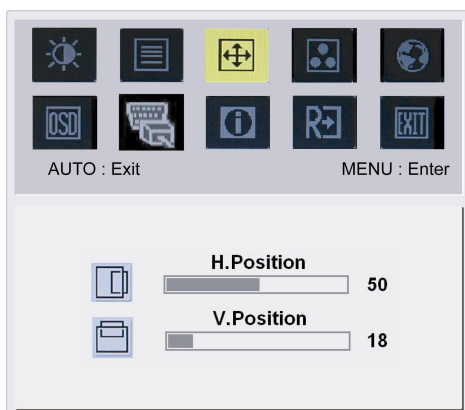 OSD
i
R
EXIT
AUTO : Exit MENU : Enter
H.Position
50
V.Position
18